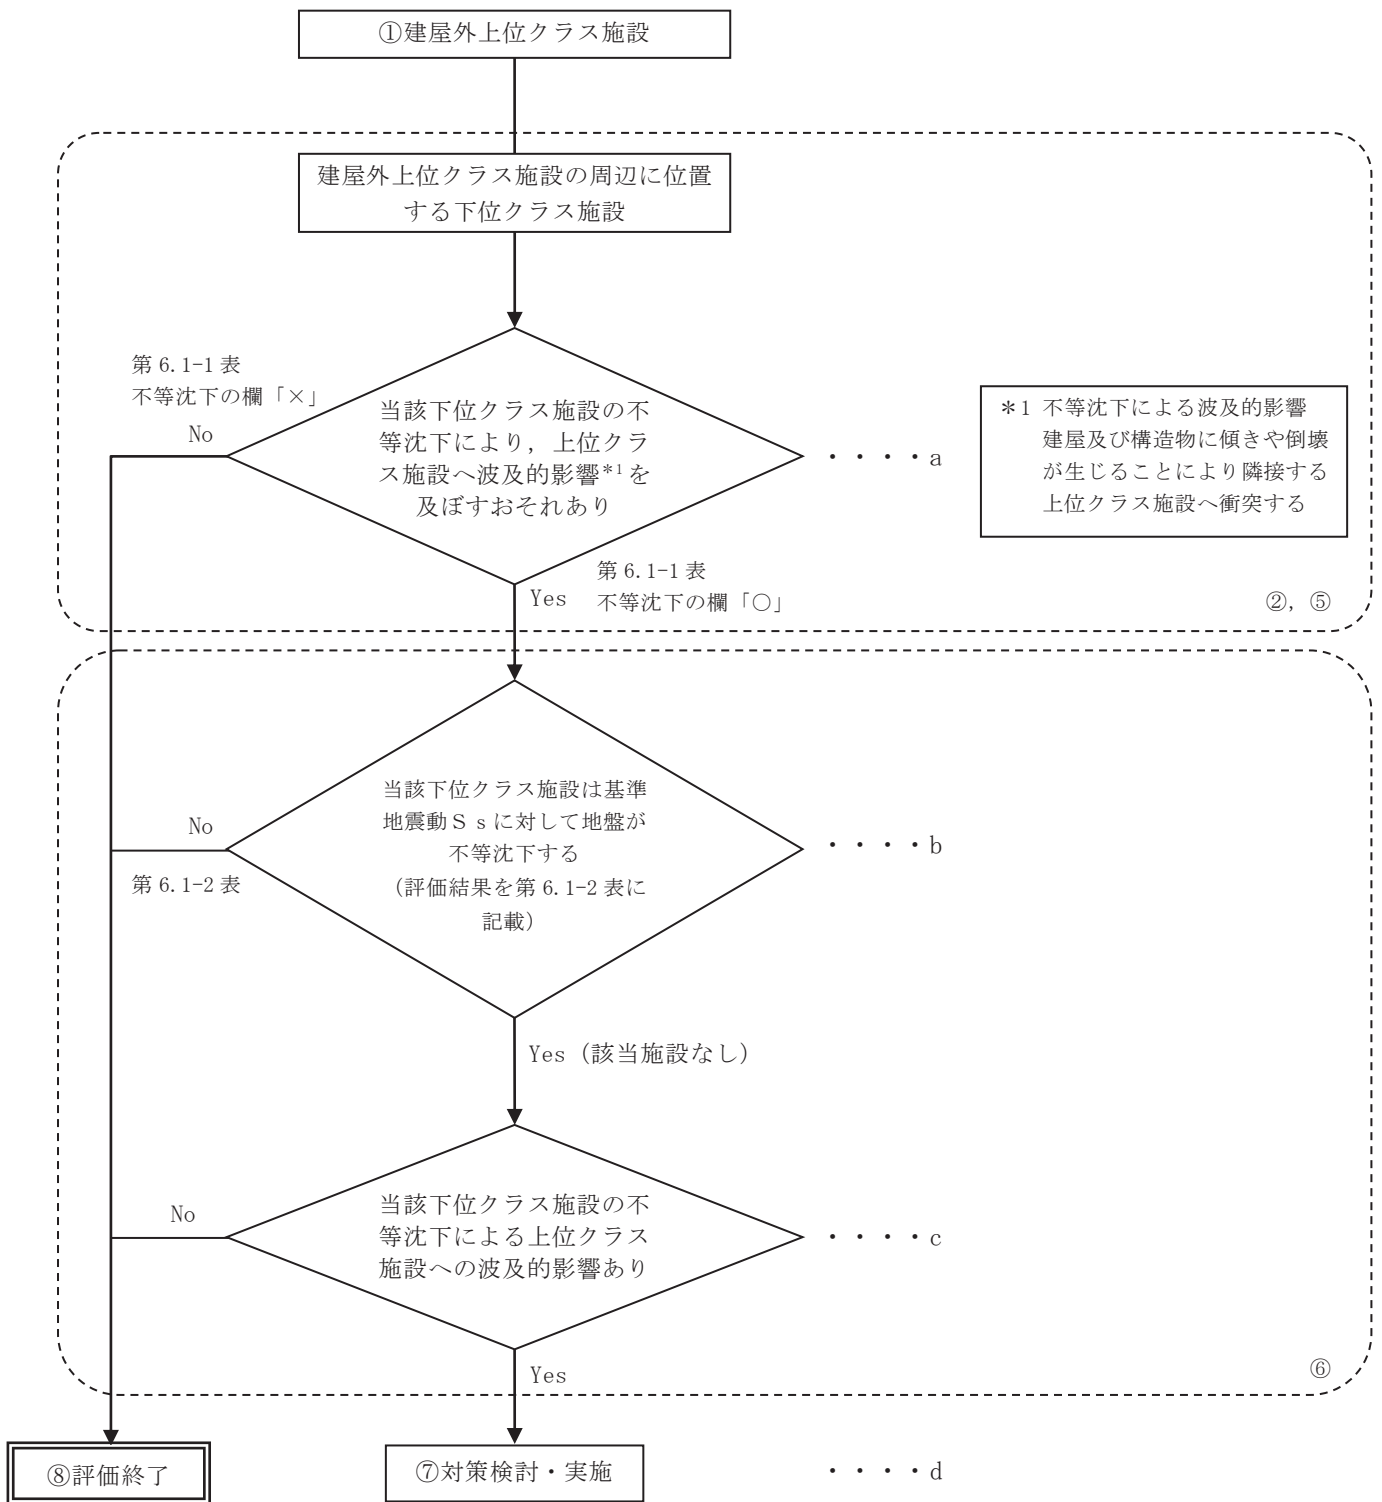 ①建屋外上位クラス施設
建屋外上位クラス施設の周辺に位置
する下位クラス施設
第 6.1-1 表
不等沈下の欄「×」
No
当該下位クラス施設の不
等沈下により，上位クラ
ス施設へ波及的影響*1を
及ぼすおそれあり
・・・・a
＊1 不等沈下による波及的影響
建屋及び構造物に傾きや倒壊
が生じることにより隣接する
上位クラス施設へ衝突する
Yes
第 6.1-1 表
不等沈下の欄「○」
②，⑤
当該下位クラス施設は基準
地震動Ｓｓに対して地盤が
不等沈下する
（評価結果を第 6.1-2 表に
記載）
No
第 6.1-2 表
・・・・b
Yes（該当施設なし）
当該下位クラス施設の不
等沈下による上位クラス
施設への波及的影響あり
No
・・・・c
Yes
⑥
⑧評価終了
⑦対策検討・実施
・・・・d